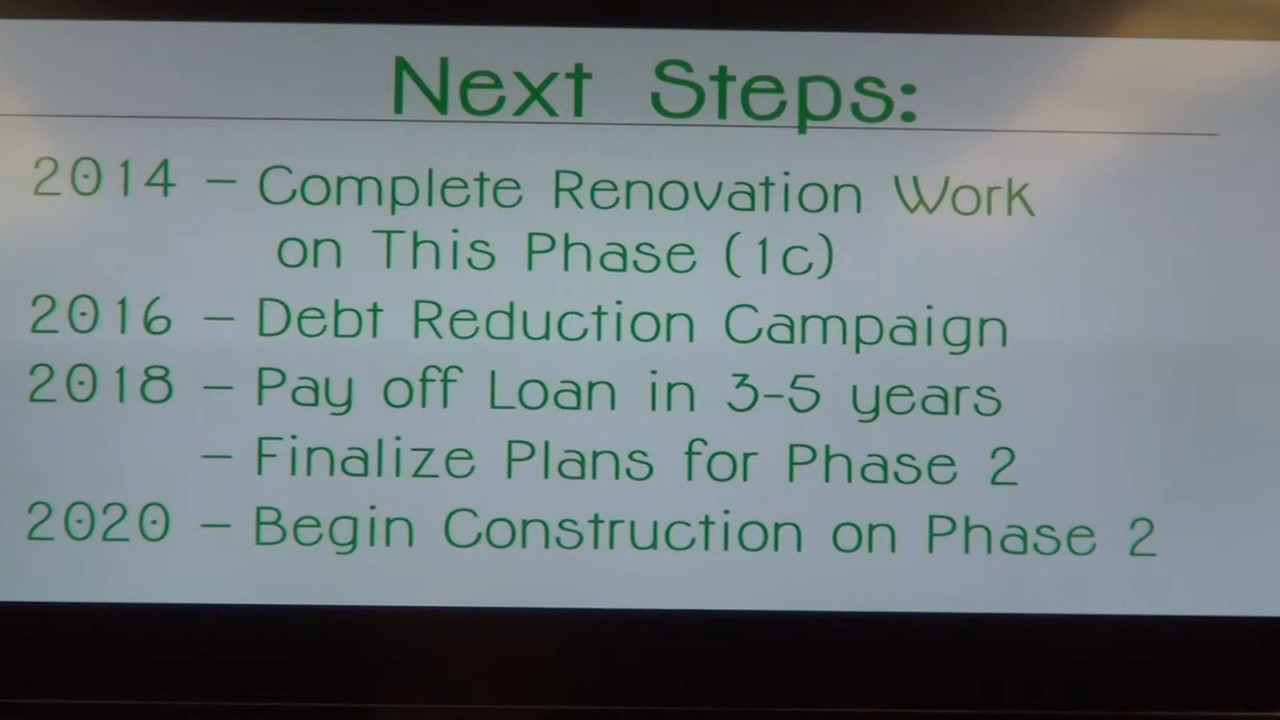 Next Steps:
2014 – Complete Renovation Work
on This Phase (1c)
2016 – Debt Reduction Campaign
2018 – Pay off Loan in 3-5 years
– Finalize Plans for Phase 2
2020 – Begin Construction on Phase 2